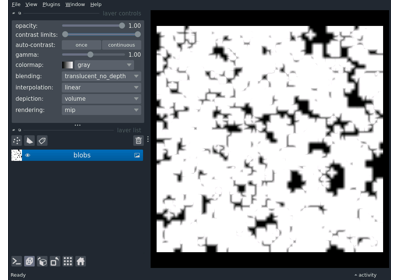 File View Plugins Window Help
layer controls
opacity: 1.00
contrast limits:
auto-contrast: once continuous
gamma: 1.00
colormap: gray
blending: translucent_no_depth
interpolation: linear
depiction: volume
rendering: mip
layer list
blobs
Ready activity